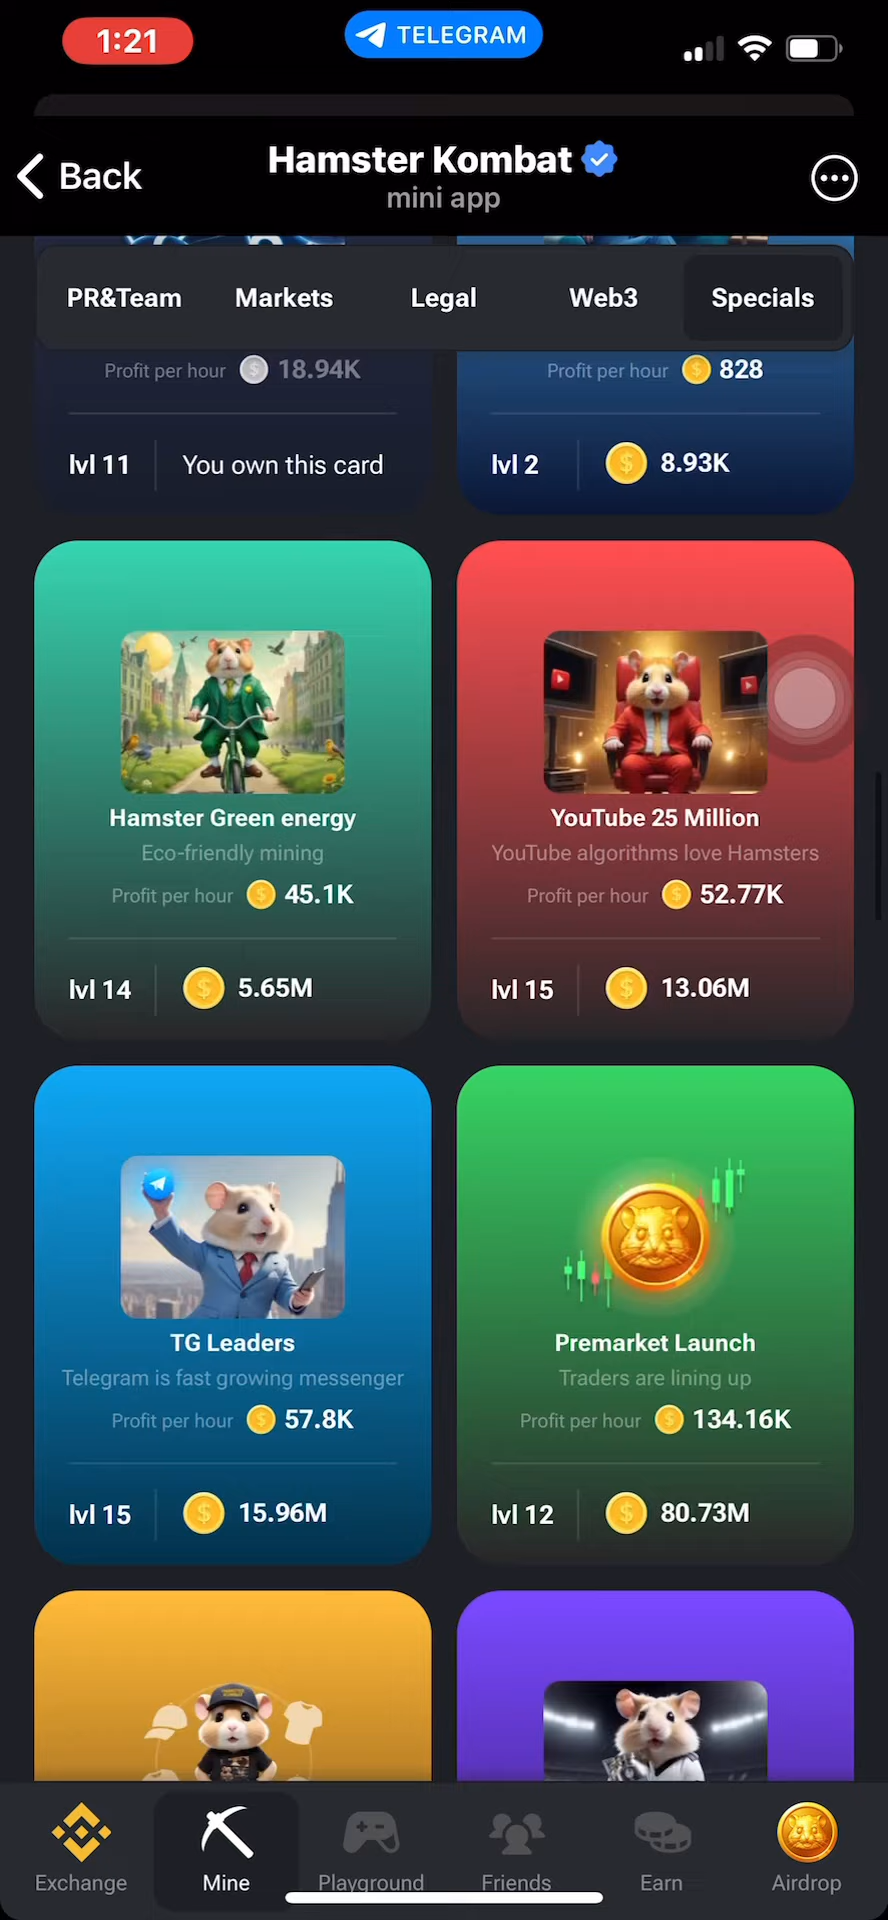 1:21
TELEGRAM
Back
Hamster Kombat
mini app
PR&Team
Markets
Legal
Web3
Specials
Profit per hour 18.94K
Profit per hour 828
lvl 11
You own this card
lvl 2
8.93K
Hamster Green energy
Eco-friendly mining
Profit per hour 45.1K
lvl 14
5.65M
YouTube 25 Million
YouTube algorithms love Hamsters
Profit per hour 52.77K
lvl 15
13.06M
TG Leaders
Telegram is fast growing messenger
Profit per hour 57.8K
lvl 15
15.96M
Premarket Launch
Traders are lining up
Profit per hour 134.16K
lvl 12
80.73M
Exchange
Mine
Playground
Friends
Earn
Airdrop